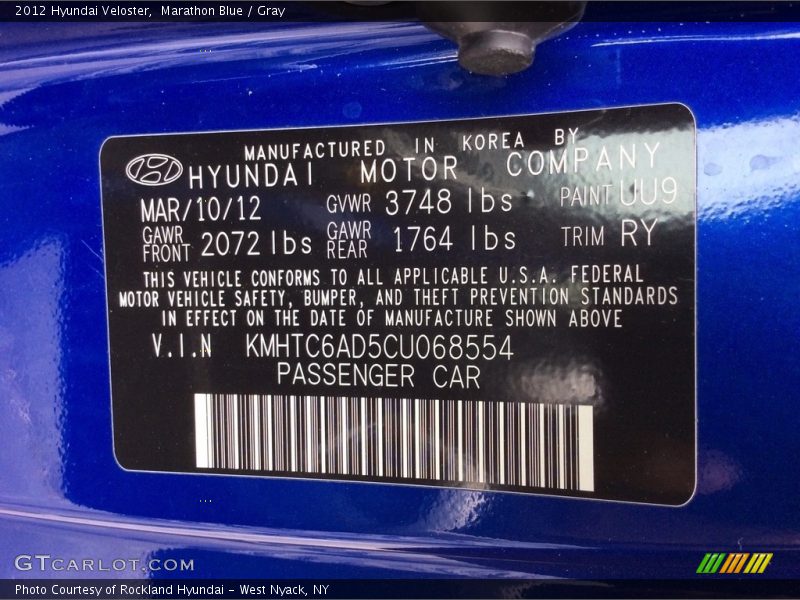 2012 Hyundai Veloster, Marathon Blue / Gray
MANUFACTURED IN KOREA BY
HYUNDAI MOTOR COMPANY
MAR/10/12 GVWR 3748 lbs PAINT UU9
GAWR FRONT 2072 lbs GAWR REAR 1764 lbs TRIM RY
THIS VEHICLE CONFORMS TO ALL APPLICABLE U.S.A. FEDERAL
MOTOR VEHICLE SAFETY, BUMPER, AND THEFT PREVENTION STANDARDS
IN EFFECT ON THE DATE OF MANUFACTURE SHOWN ABOVE
V.I.N KMHTC6AD5CU068554
PASSENGER CAR
GTCARLOT.COM
Photo Courtesy of Rockland Hyundai - West Nyack, NY